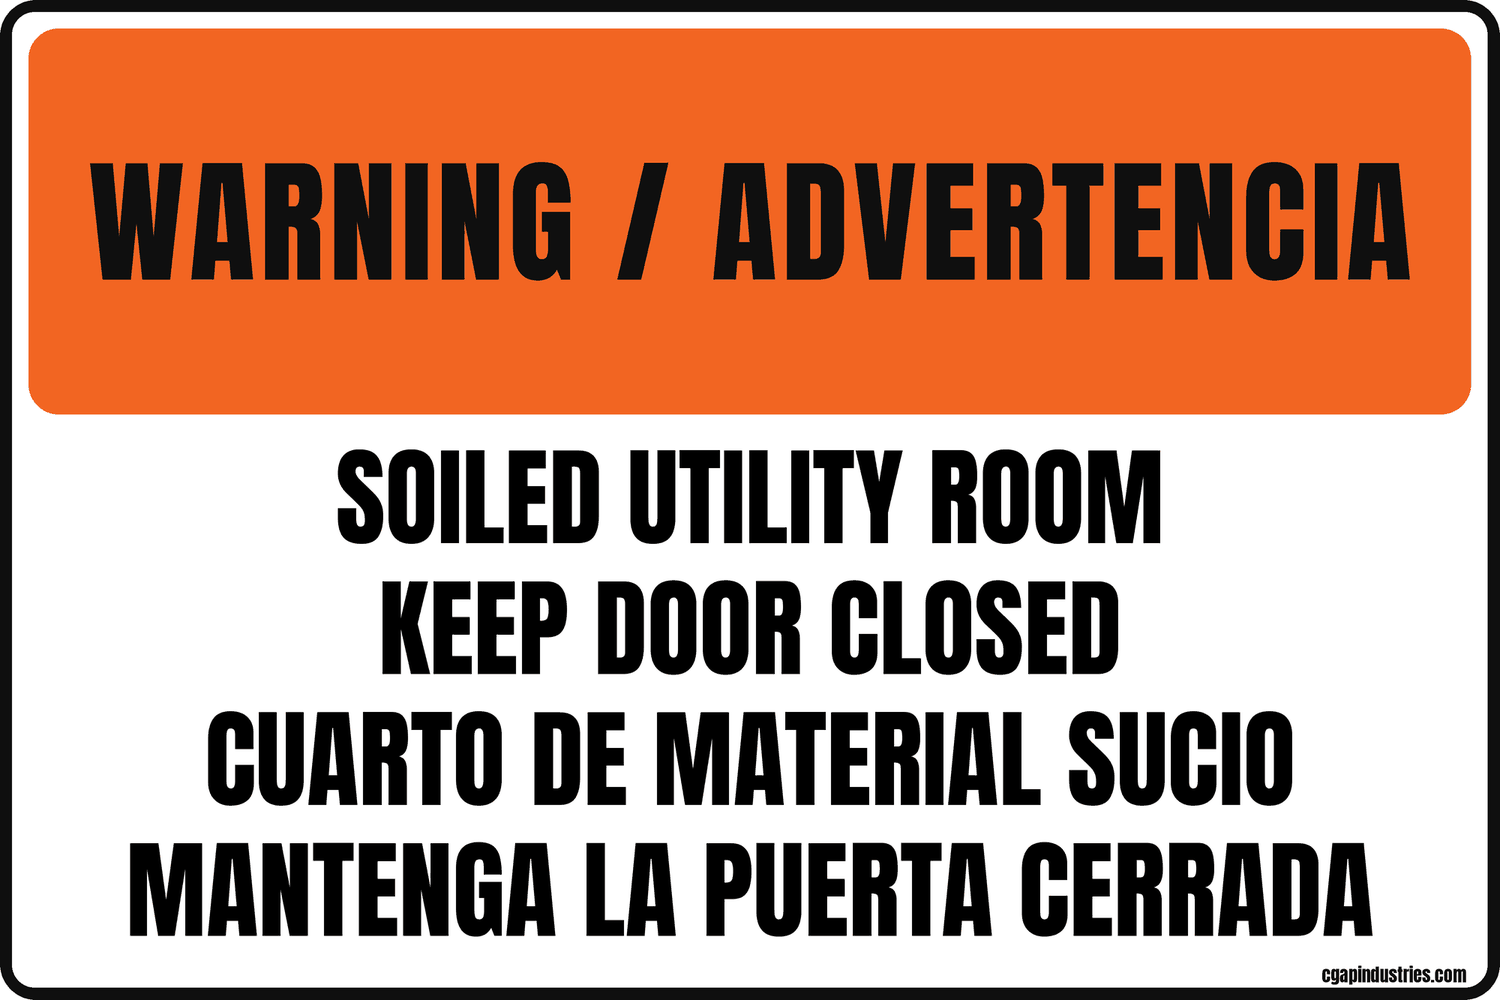 WARNING / ADVERTENCIA
SOILED UTILITY ROOM
KEEP DOOR CLOSED
CUARTO DE MATERIAL SUCIO
MANTENGA LA PUERTA CERRADA
cgapindustries.com